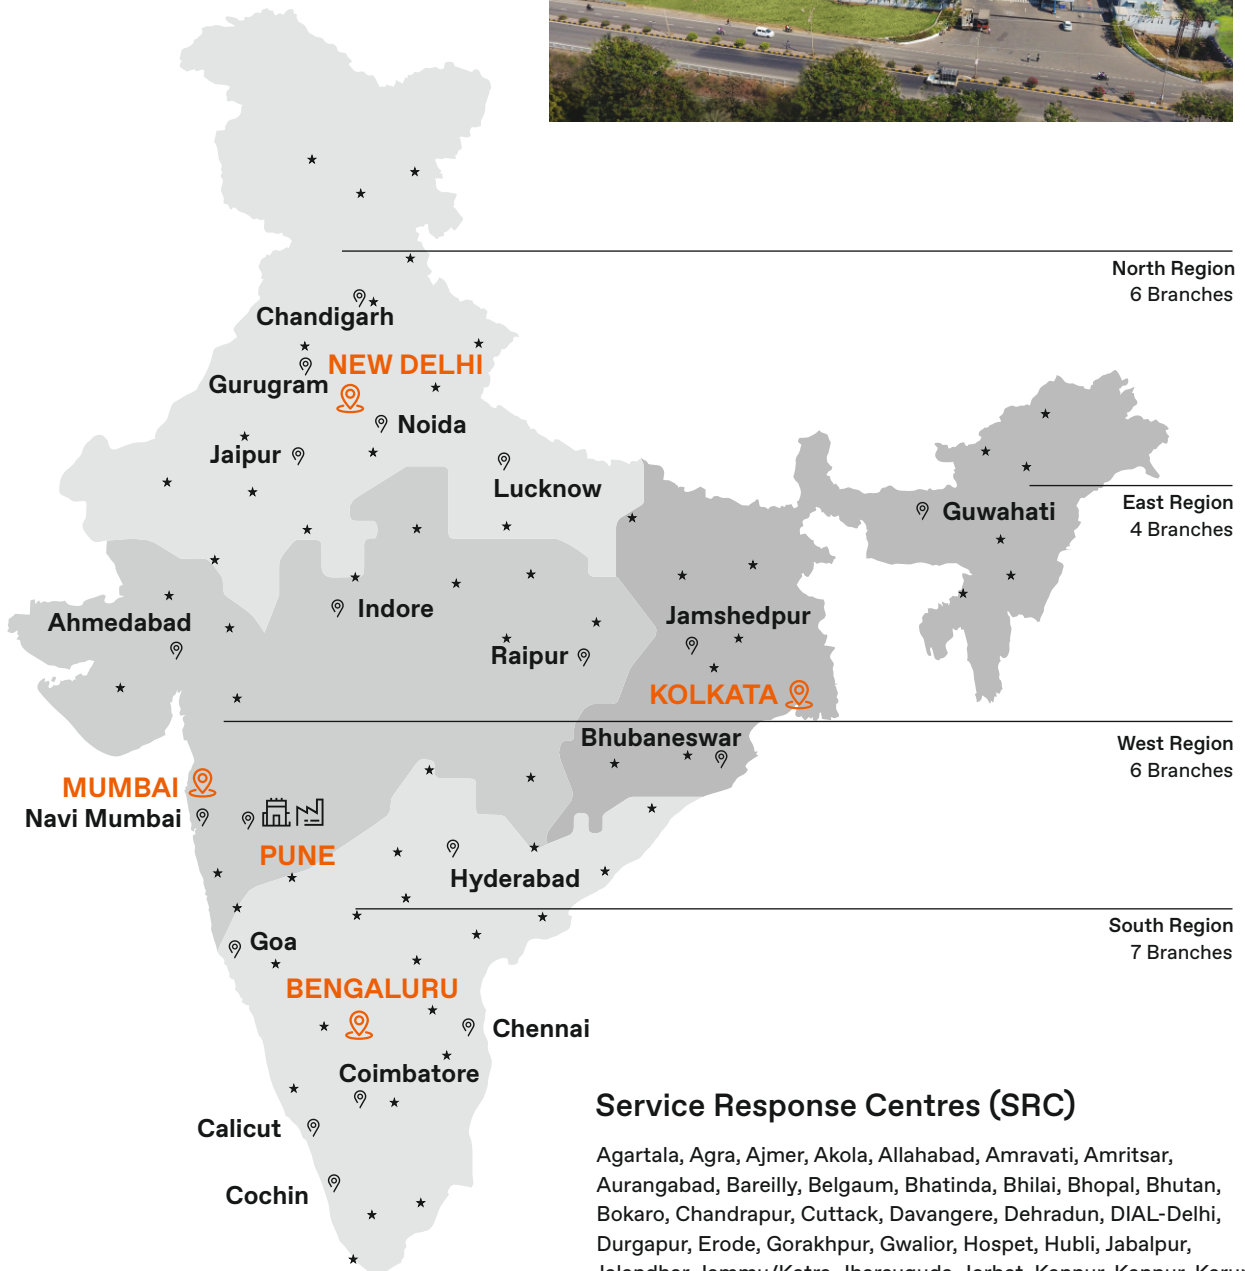 North Region
6 Branches
Chandigarh
NEW DELHI
Gurugram
Noida
Jaipur
Lucknow
East Region
4 Branches
Guwahati
Indore
Ahmedabad
Jamshedpur
Raipur
KOLKATA
Bhubaneswar
West Region
6 Branches
MUMBAI
Navi Mumbai
PUNE
Hyderabad
South Region
7 Branches
Goa
BENGALURU
Chennai
Coimbatore
Calicut
Cochin
Service Response Centres (SRC)
Agartala, Agra, Ajmer, Akola, Allahabad, Amravati, Amritsar,
Aurangabad, Bareilly, Belgaum, Bhatinda, Bhilai, Bhopal, Bhutan,
Bokaro, Chandrapur, Cuttack, Davangere, Dehradun, DIAL-Delhi,
Durgapur, Erode, Gorakhpur, Gwalior, Hospet, Hubli, Jabalpur,